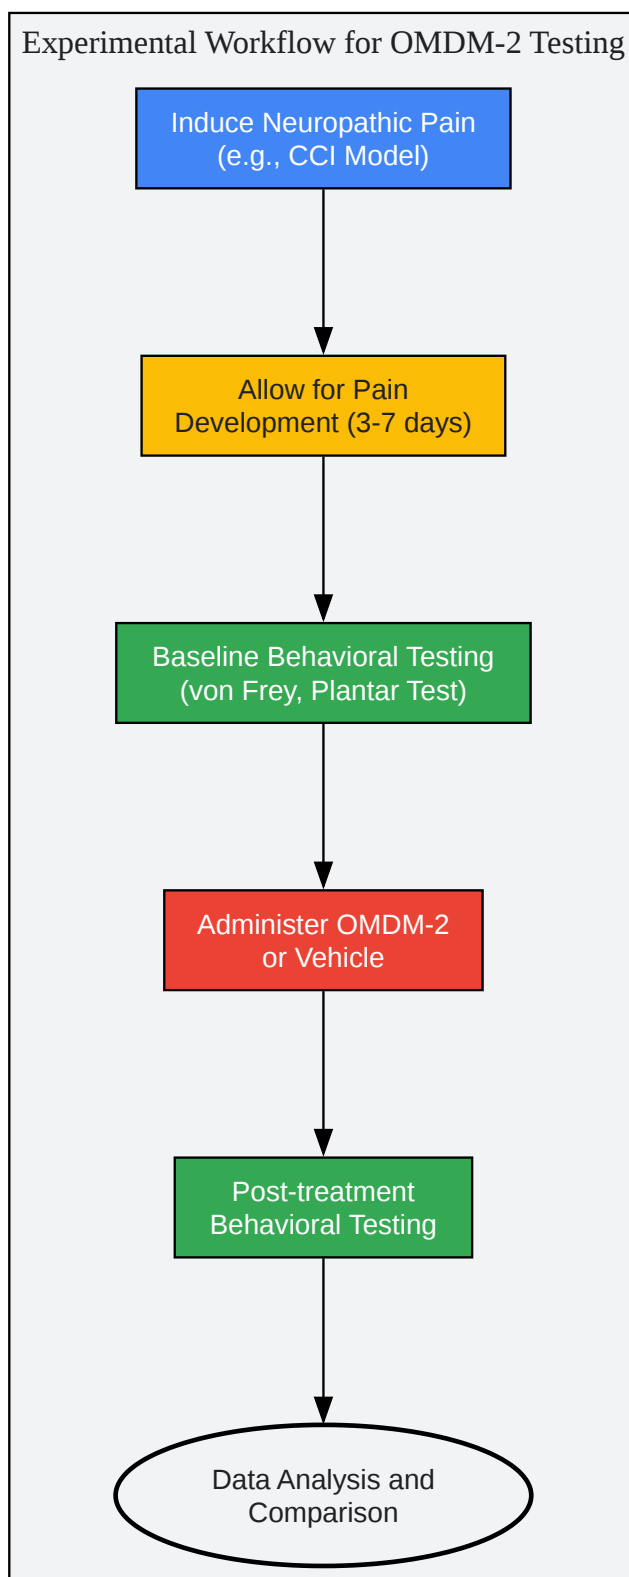 Experimental Workflow for OMDM-2 Testing
Induce Neuropathic Pain
(e.g., CCI Model)
Allow for Pain
Development (3-7 days)
Baseline Behavioral Testing
(von Frey, Plantar Test)
Administer OMDM-2
or Vehicle
Post-treatment
Behavioral Testing
Data Analysis and
Comparison